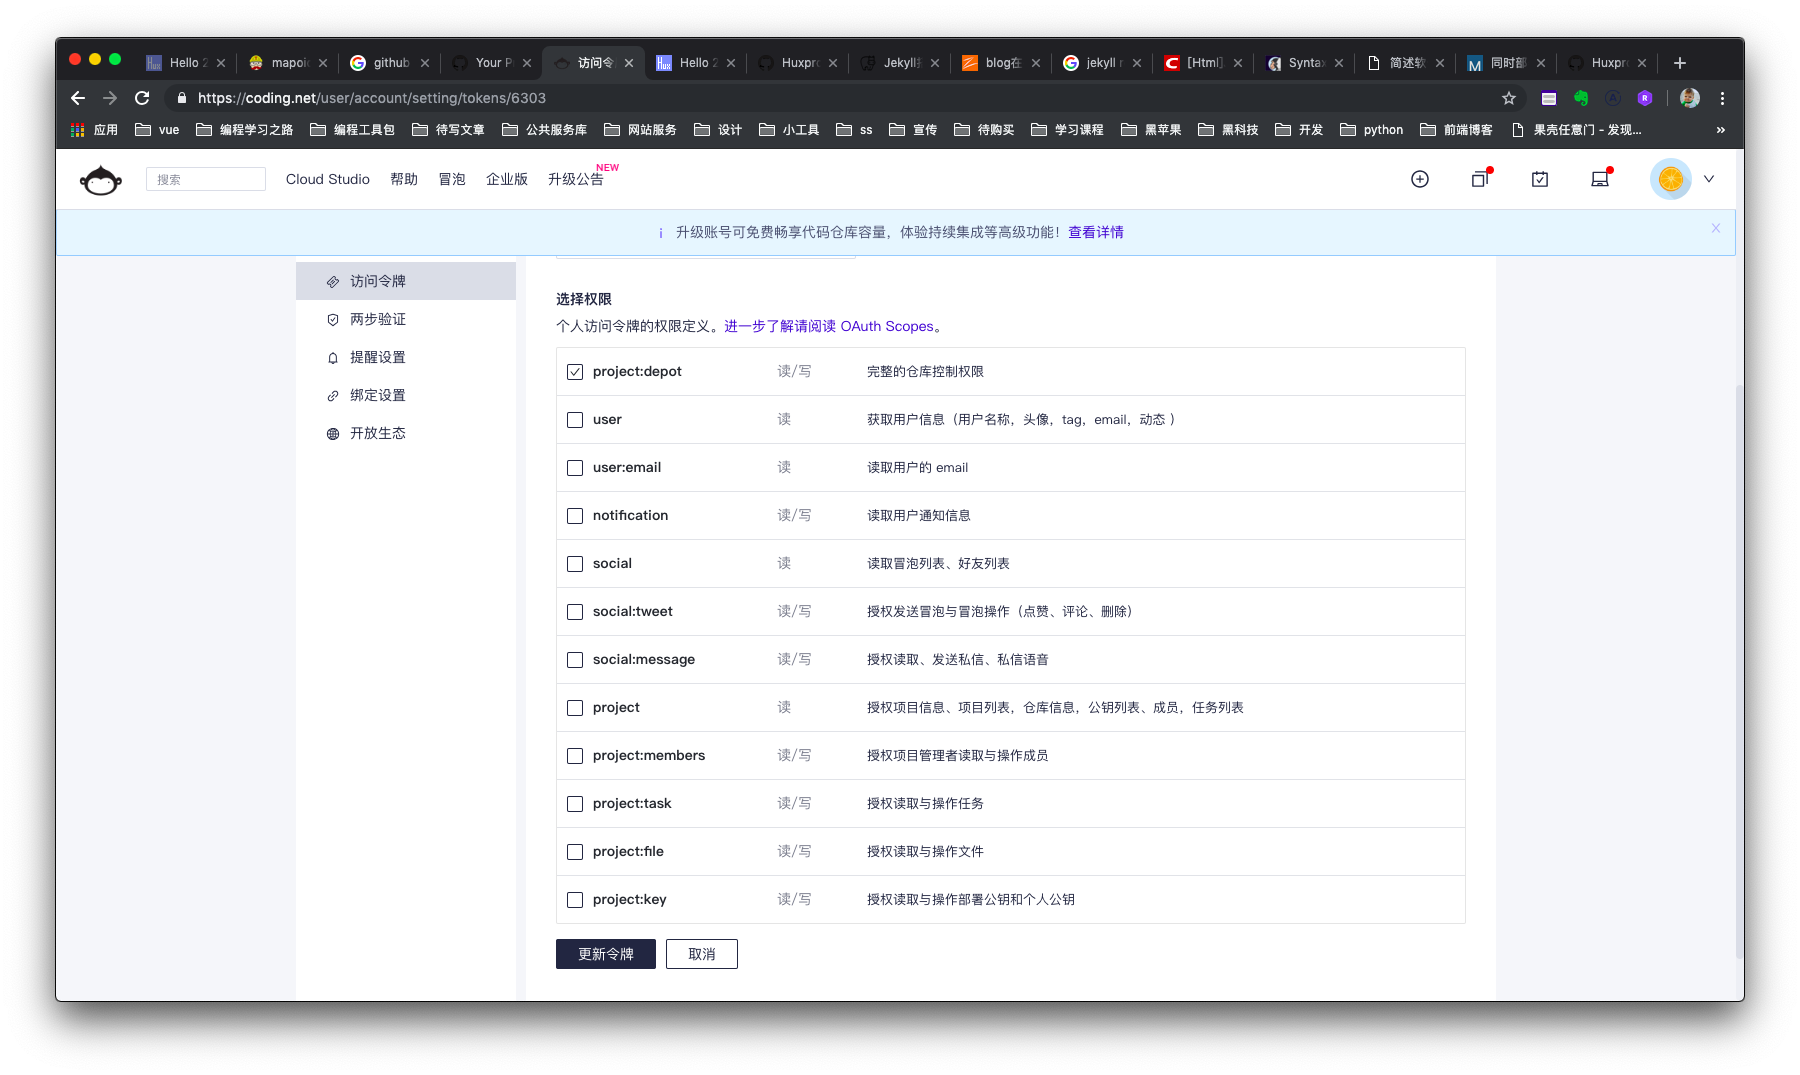 Hello 2
mapoic
github
Your P
访问令
Hello 2
Huxpro
Jekyll
blog在
jekyll r
[Html]
Syntax
简述软
同时部
Huxpro
https://coding.net/user/account/setting/tokens/6303
应用
vue
编程学习之路
编程工具包
待写文章
公共服务库
网站服务
设计
小工具
ss
宣传
待购买
学习课程
黑苹果
黑科技
开发
python
前端博客
果壳任意门 - 发现...
»
搜索
Cloud Studio
帮助
冒泡
企业版
升级公告
NEW
升级账号可免费畅享代码仓库容量，体验持续集成等高级功能！查看详情
访问令牌
两步验证
提醒设置
绑定设置
开放生态
选择权限
个人访问令牌的权限定义。进一步了解请阅读 OAuth Scopes。
project:depot 读/写 完整的仓库控制权限
user 读 获取用户信息（用户名称，头像，tag，email，动态 ）
user:email 读 读取用户的 email
notification 读/写 读取用户通知信息
social 读 读取冒泡列表、好友列表
social:tweet 读/写 授权发送冒泡与冒泡操作（点赞、评论、删除）
social:message 读/写 授权读取、发送私信、私信语音
project 读 授权项目信息、项目列表，仓库信息，公钥列表、成员，任务列表
project:members 读/写 授权项目管理者读取与操作成员
project:task 读/写 授权读取与操作任务
project:file 读/写 授权读取与操作文件
project:key 读/写 授权读取与操作部署公钥和个人公钥
更新令牌
取消